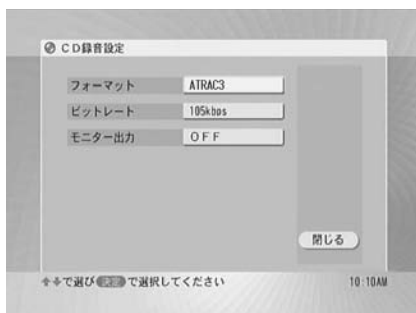 CD録音設定
フォーマット ATRAC3
ビットレート 105kbps
モニター出力 OFF
閉じる
↑↓で選び 決定 で選択してください 10:10AM